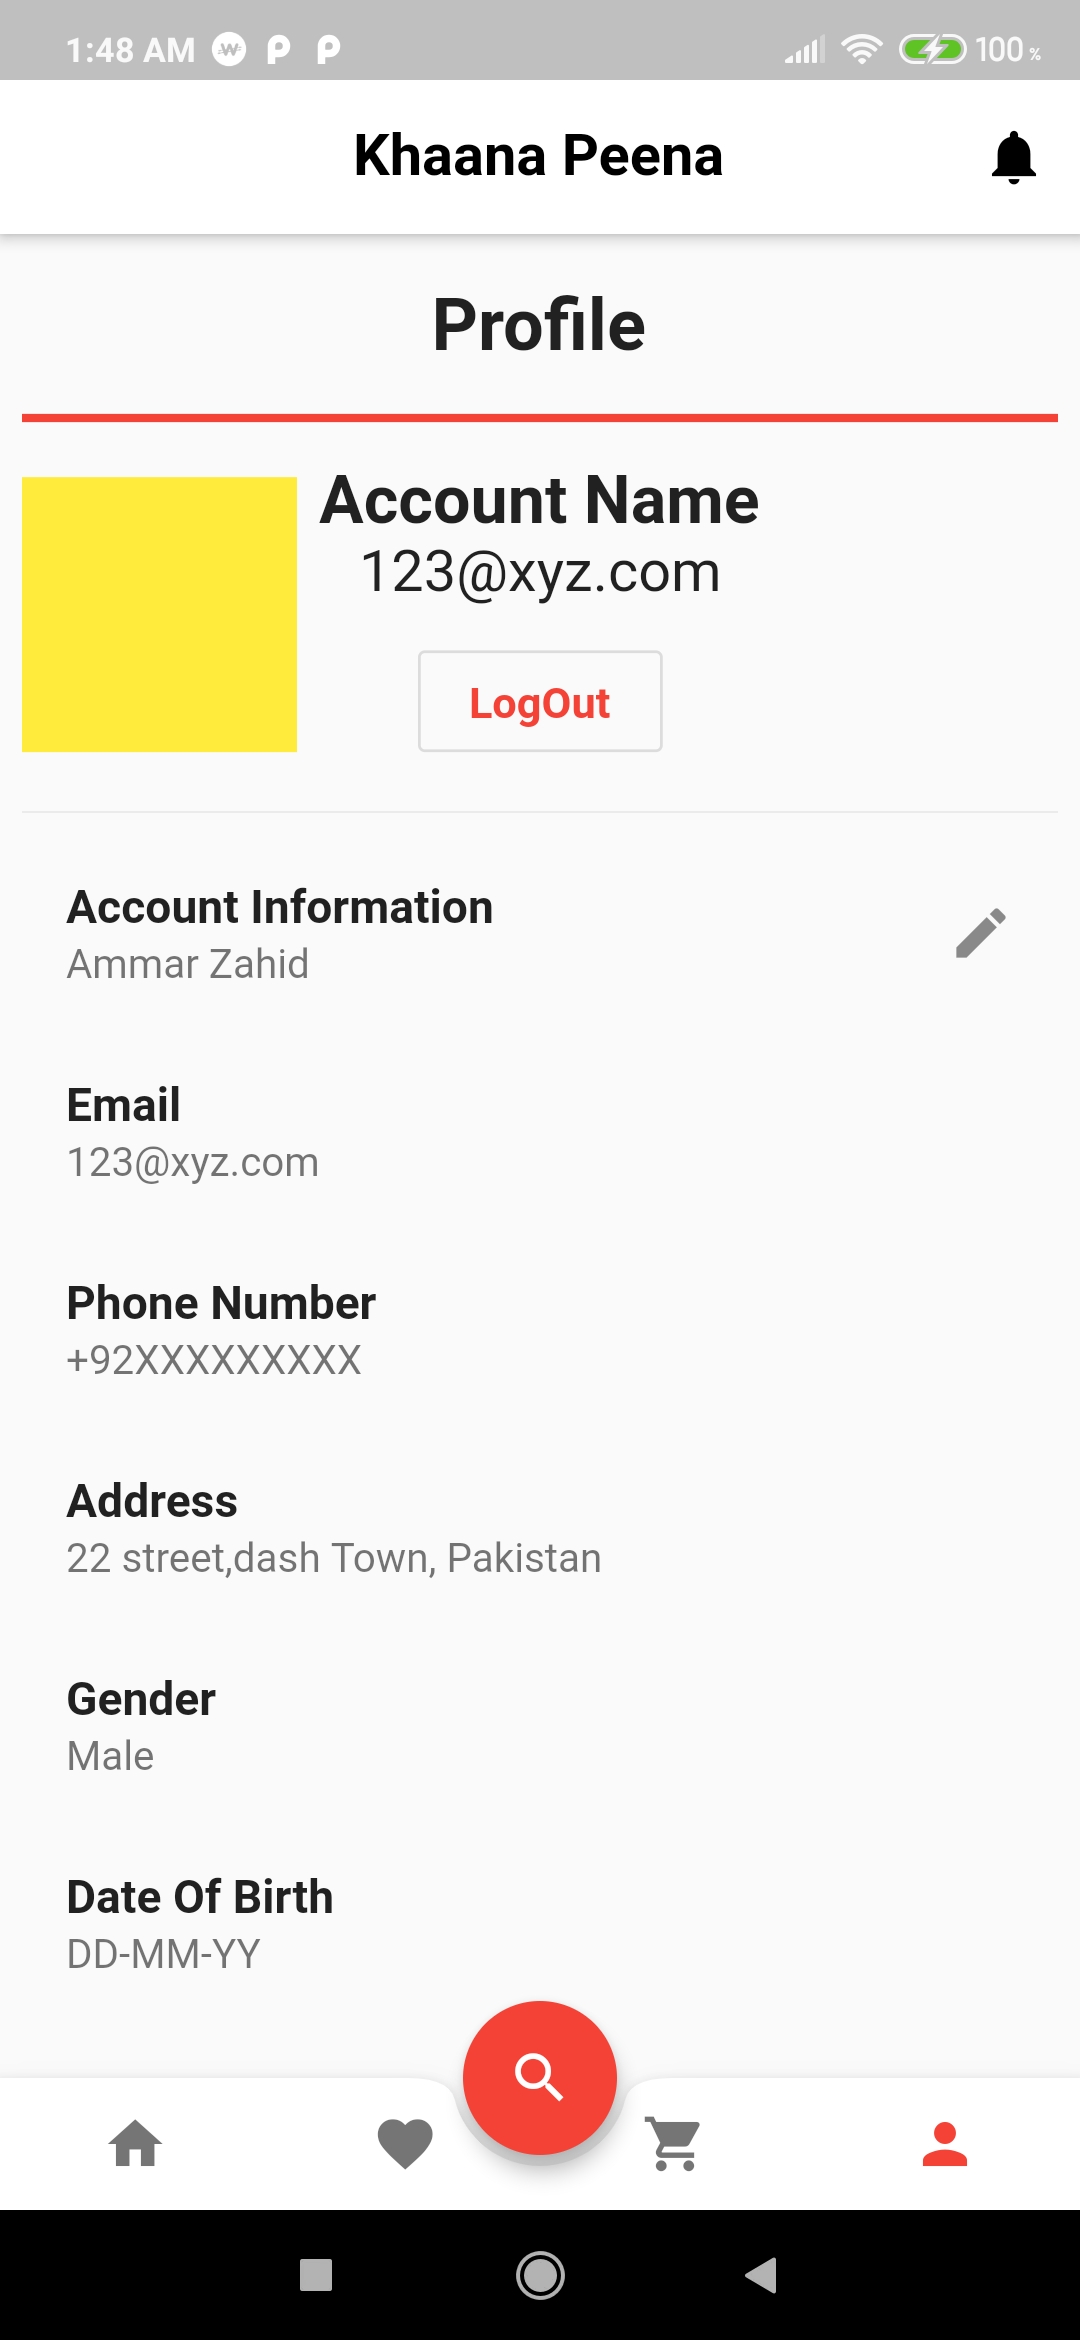 1:48 AM 100 %
Khaana Peena
Profile
Account Name
123@xyz.com
LogOut
Account Information
Ammar Zahid
Email
123@xyz.com
Phone Number
+92XXXXXXXXX
Address
22 street,dash Town, Pakistan
Gender
Male
Date Of Birth
DD-MM-YY